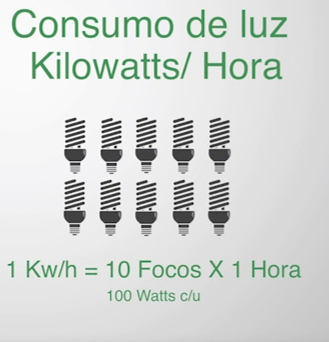 Consumo de luz
Kilowatts/ Hora
1 Kw/h = 10 Focos X 1 Hora
100 Watts c/u